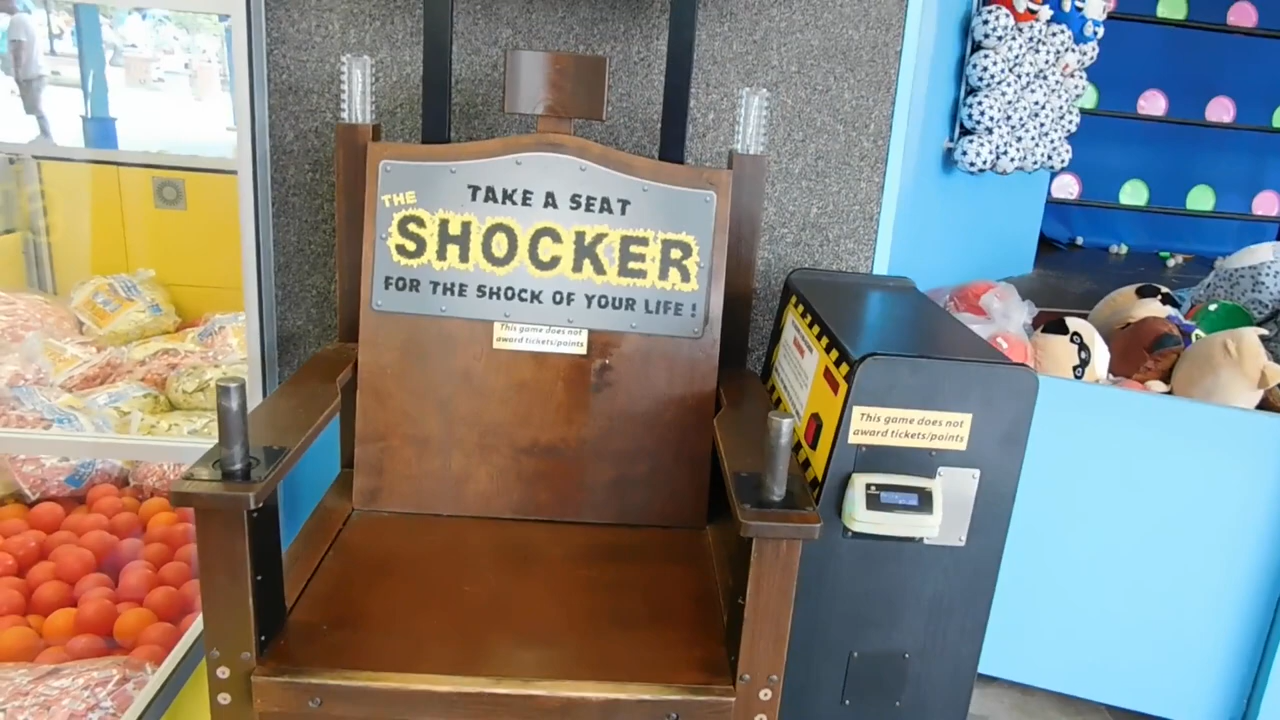 TAKE A SEAT
THE
SHOCKER
FOR THE SHOCK OF YOUR LIFE !
This game does not
award tickets/points
This game does not
award tickets/points